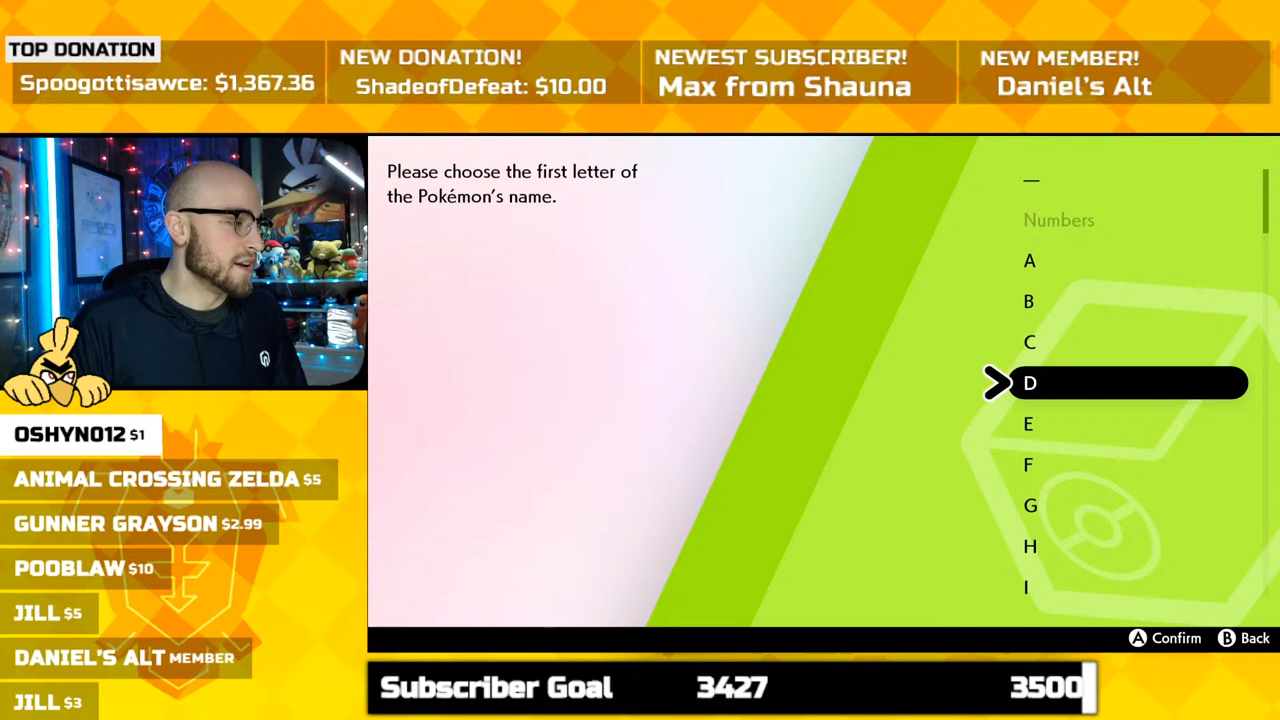 TOP DONATION
Spoogottisawce: $1,367.36
NEW DONATION!
ShadeofDefeat: $10.00
NEWEST SUBSCRIBER!
Max from Shauna
NEW MEMBER!
Daniel's Alt
Please choose the first letter of
the Pokémon's name.
—
Numbers
A
B
C
D
E
F
G
H
I
A Confirm B Back
OSHYN012 $1
ANIMAL CROSSING ZELDA $5
GUNNER GRAYSON $2.99
POOBLAW $10
JILL $5
DANIEL'S ALT MEMBER
JILL $3
Subscriber Goal 3427 3500